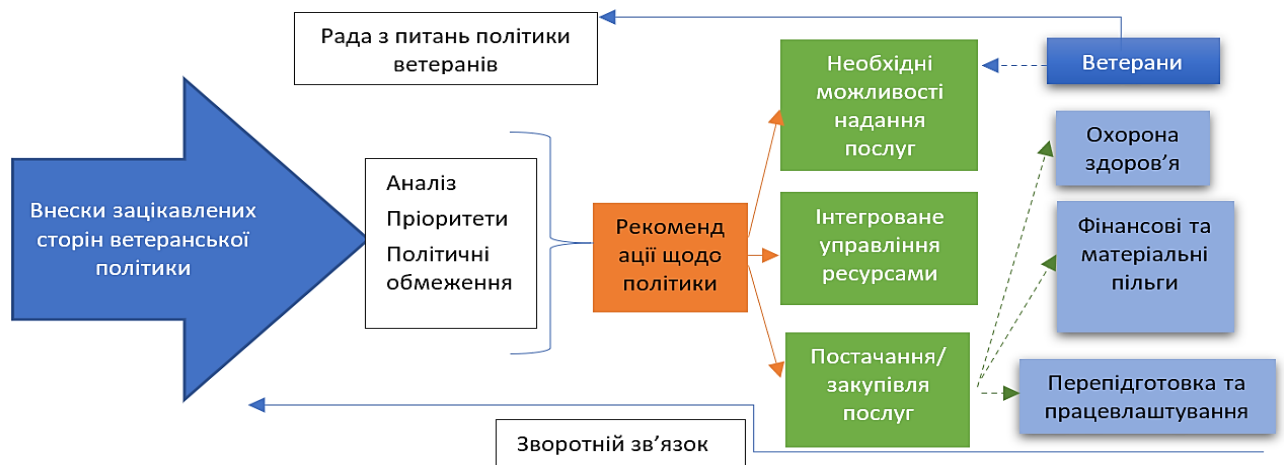 Рада з питань політики
ветеранів
Внески зацікавлених
сторін ветеранської
політики
Аналіз
Пріоритети
Політичні
обмеження
Рекоменд
ації щодо
політики
Необхідні
можливості
надання
послуг
Інтегроване
управління
ресурсами
Постачання/
закупівля
послуг
Ветерани
Охорона
здоров’я
Фінансові та
матеріальні
пільги
Перепідготовка та
працевлаштування
Зворотній зв’язок